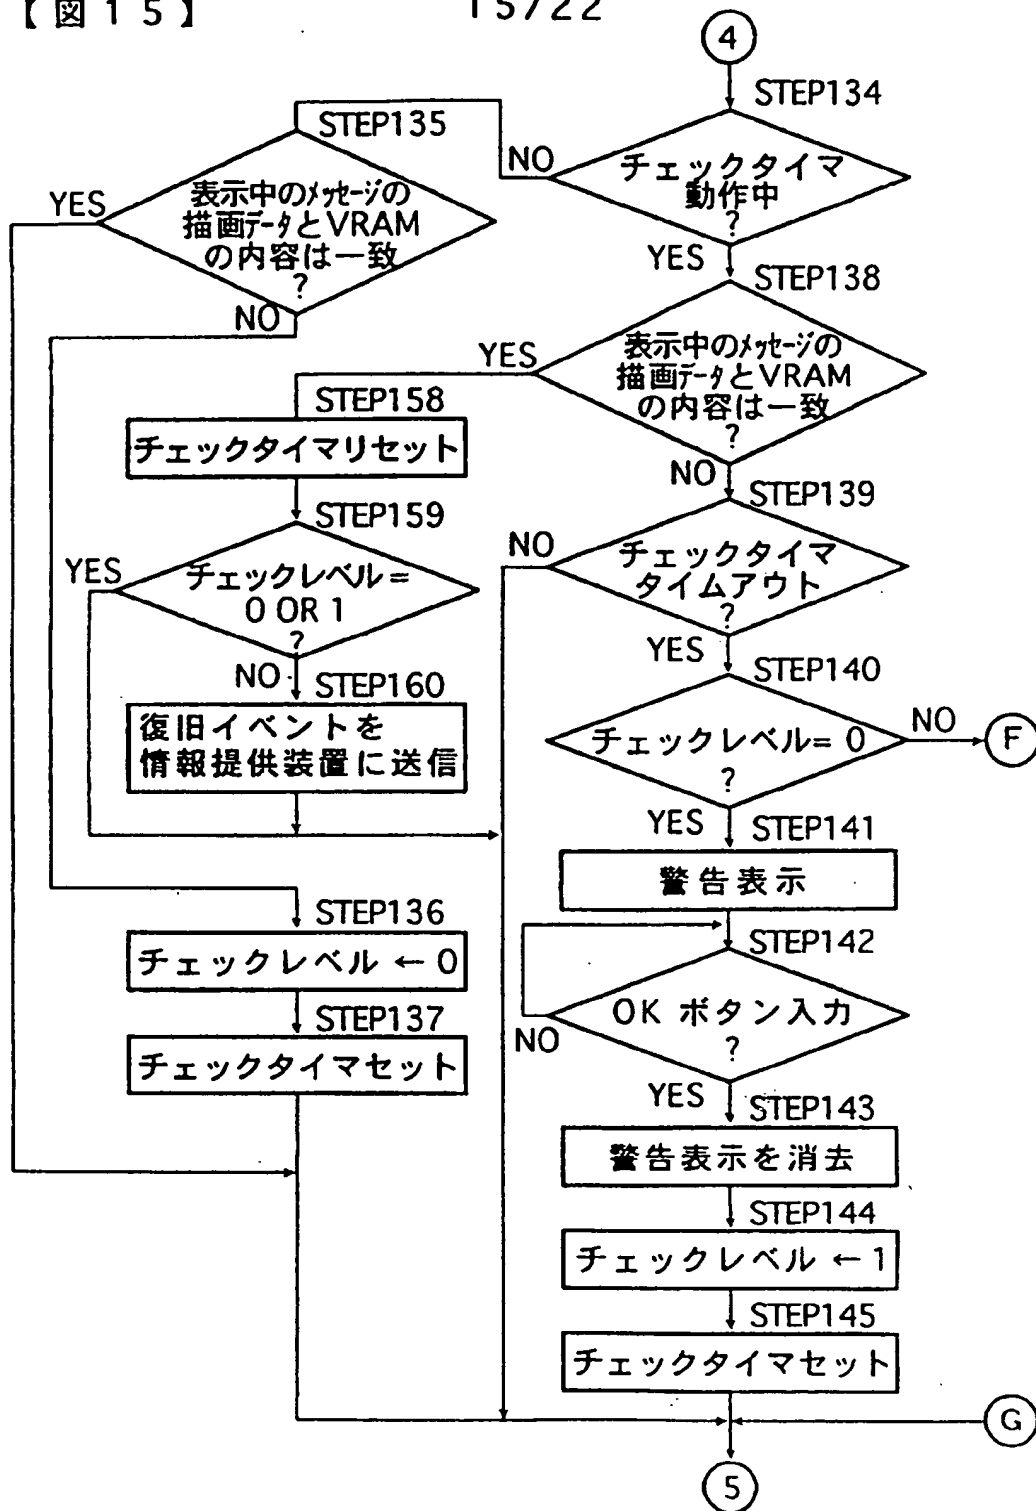 【図15】
15/22
4
STEP134
チェックタイマ
動作中
?
NO
YES
STEP135
表示中のメッセージの
描画データとVRAM
の内容は一致
?
YES
NO
STEP138
表示中のメッセージの
描画データとVRAM
の内容は一致
?
YES
NO
STEP158
チェックタイマリセット
STEP159
チェックレベル=
0 OR 1
?
YES
NO
STEP160
復旧イベントを
情報提供装置に送信
STEP139
チェックタイマ
タイムアウト
?
NO
YES
STEP140
チェックレベル= 0
?
NO
F
YES
STEP141
警告表示
STEP136
チェックレベル ← 0
STEP137
チェックタイマセット
STEP142
OK ボタン入力
?
NO
YES
STEP143
警告表示を消去
STEP144
チェックレベル ← 1
STEP145
チェックタイマセット
G
5